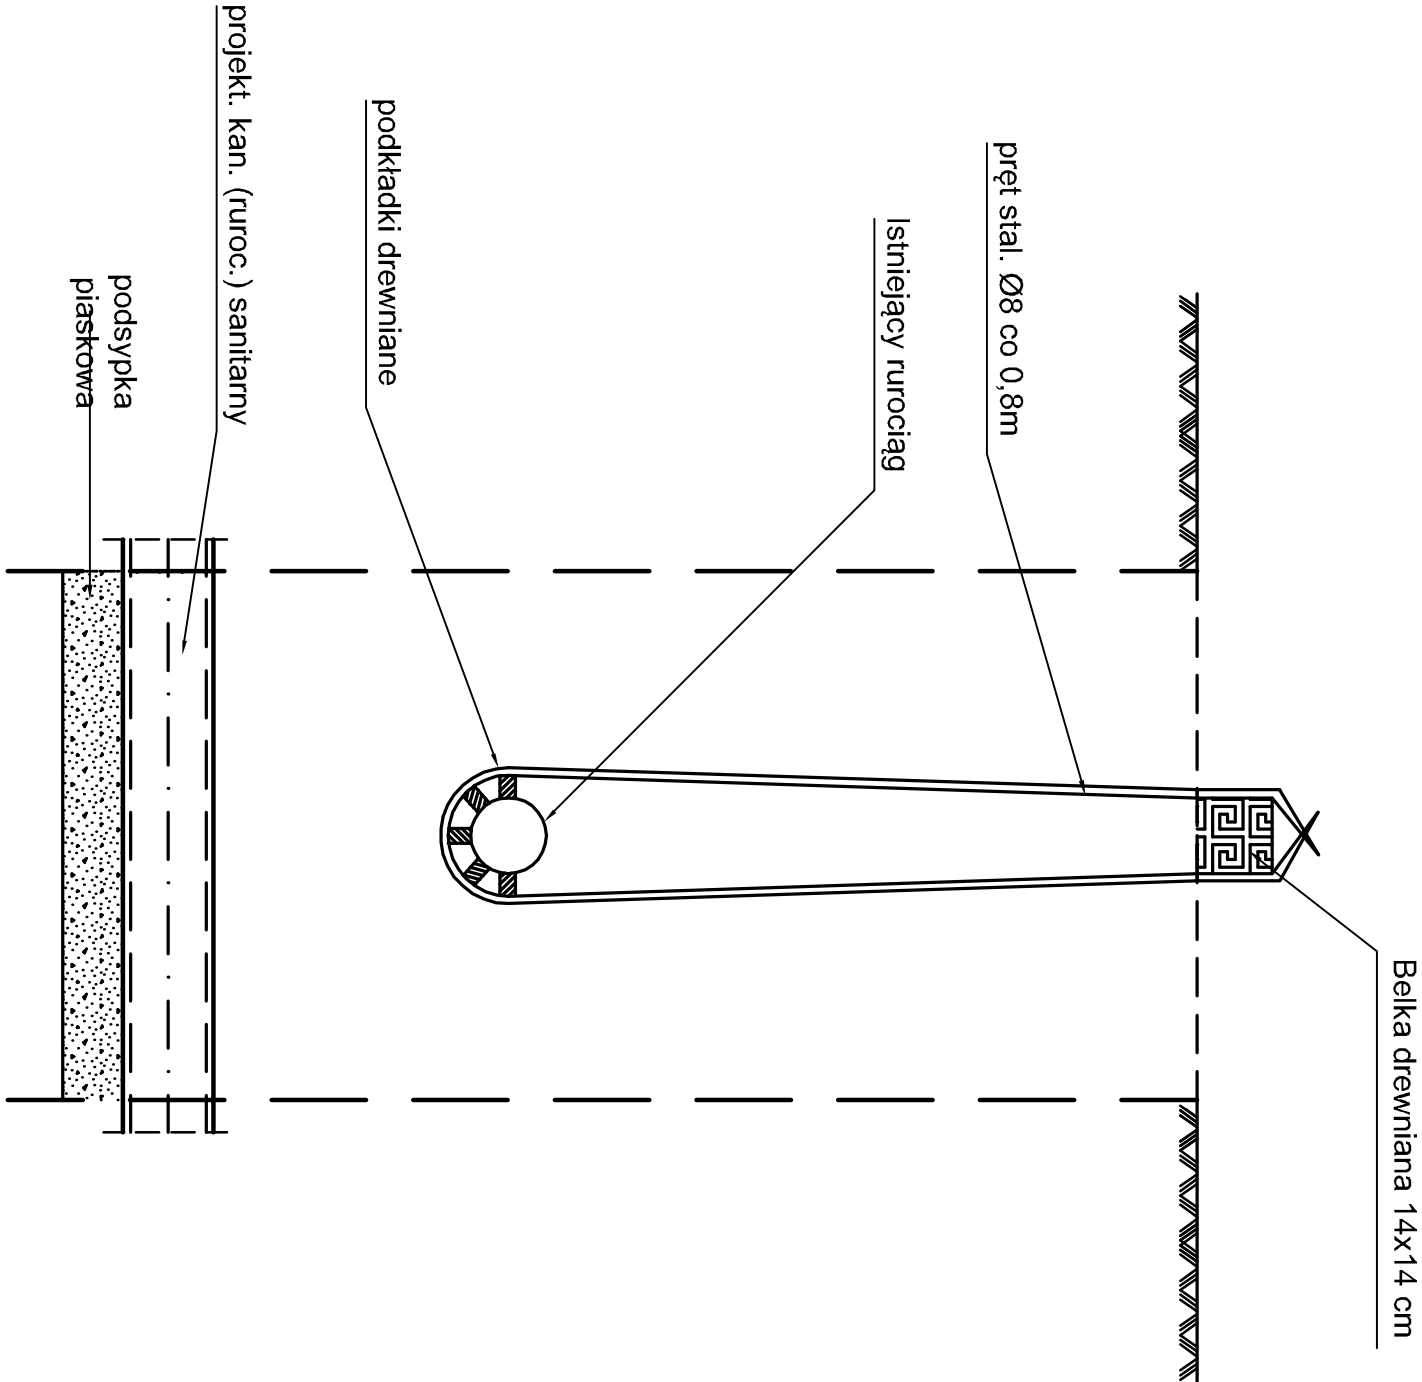 Belka drewniana 14x14 cm
pręt stal. Ø8 co 0,8m
Istniejący rurociąg
podkładki drewniane
projekt. kan. (ruroc.) sanitarny
podsypka
piaskowa